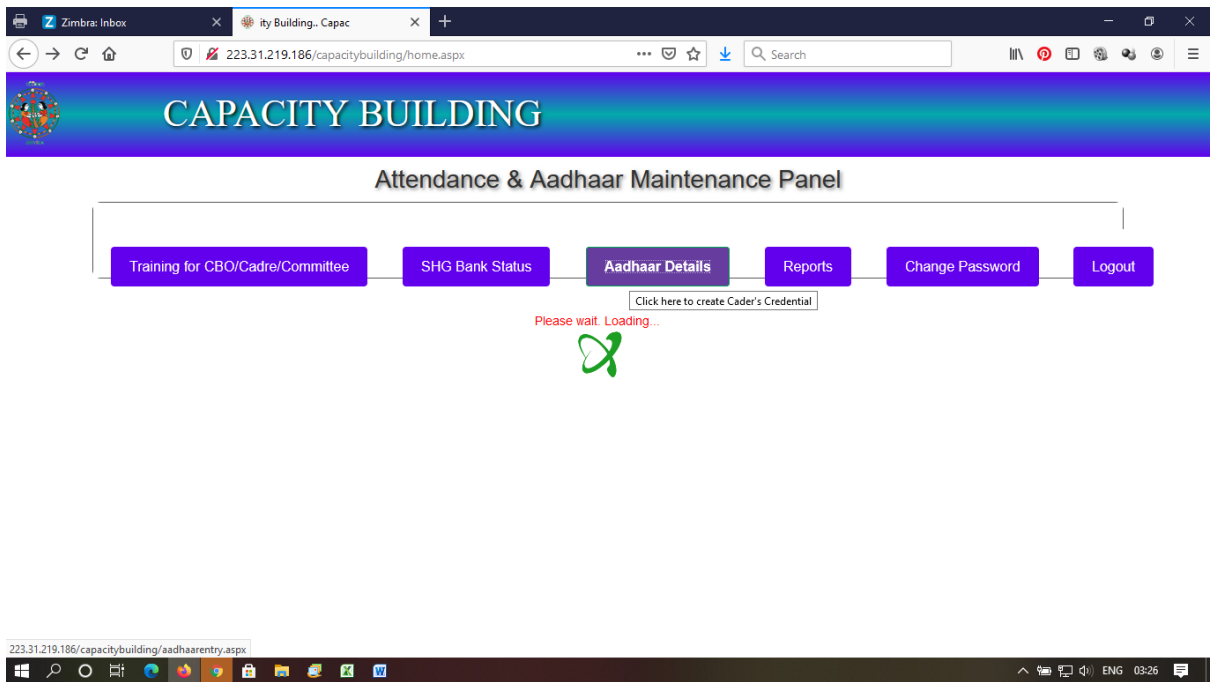 Zimbra: Inbox
ity Building.. Capac
223.31.219.186/capacitybuilding/home.aspx
Search
CAPACITY BUILDING
Attendance & Aadhaar Maintenance Panel
Training for CBO/Cadre/Committee
SHG Bank Status
Aadhaar Details
Reports
Change Password
Logout
Click here to create Cader's Credential
Please wait. Loading...
223.31.219.186/capacitybuilding/aadhaarentry.aspx
ENG 03:26